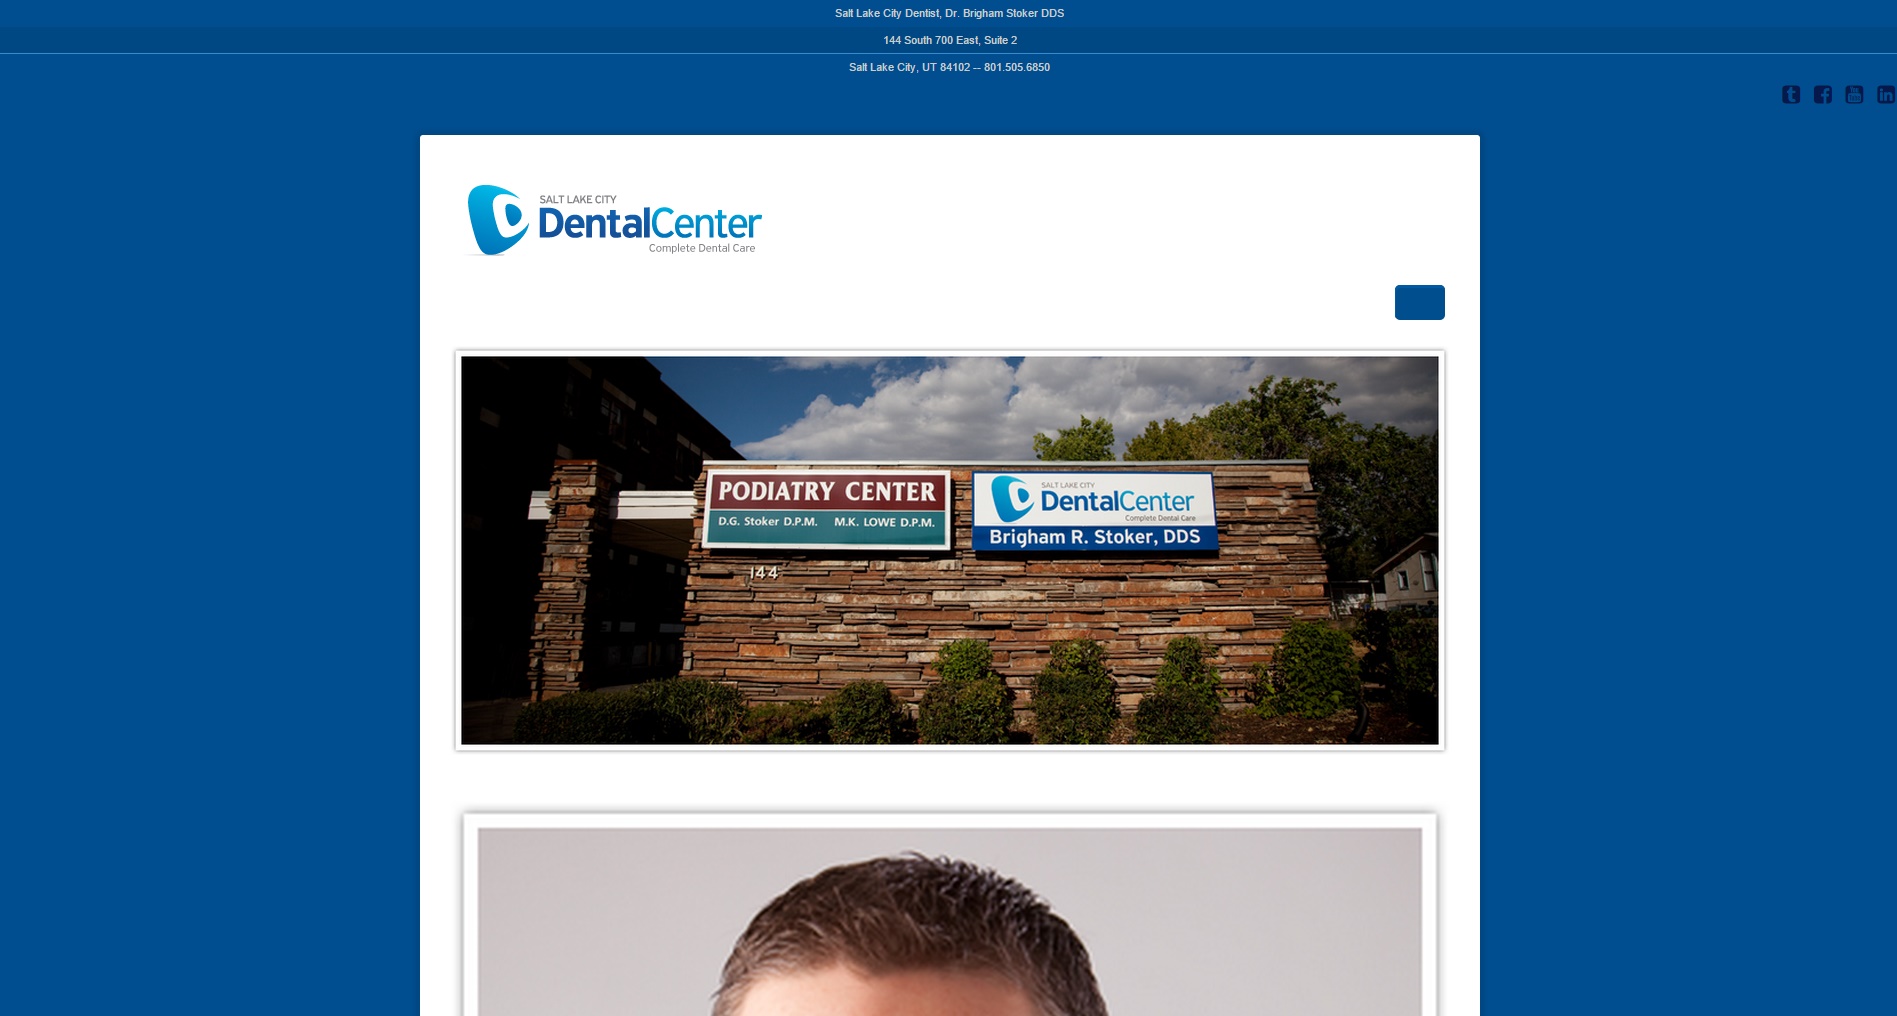 Salt Lake City Dentist, Dr. Brigham Stoker DDS
144 South 700 East, Suite 2
Salt Lake City, UT 84102 -- 801.505.6850
SALT LAKE CITY
DentalCenter
Complete Dental Care
PODIATRY CENTER
D.G. Stoker D.P.M. M.K. LOWE D.P.M.
SALT LAKE CITY
DentalCenter
Complete Dental Care
Brigham R. Stoker, DDS
144